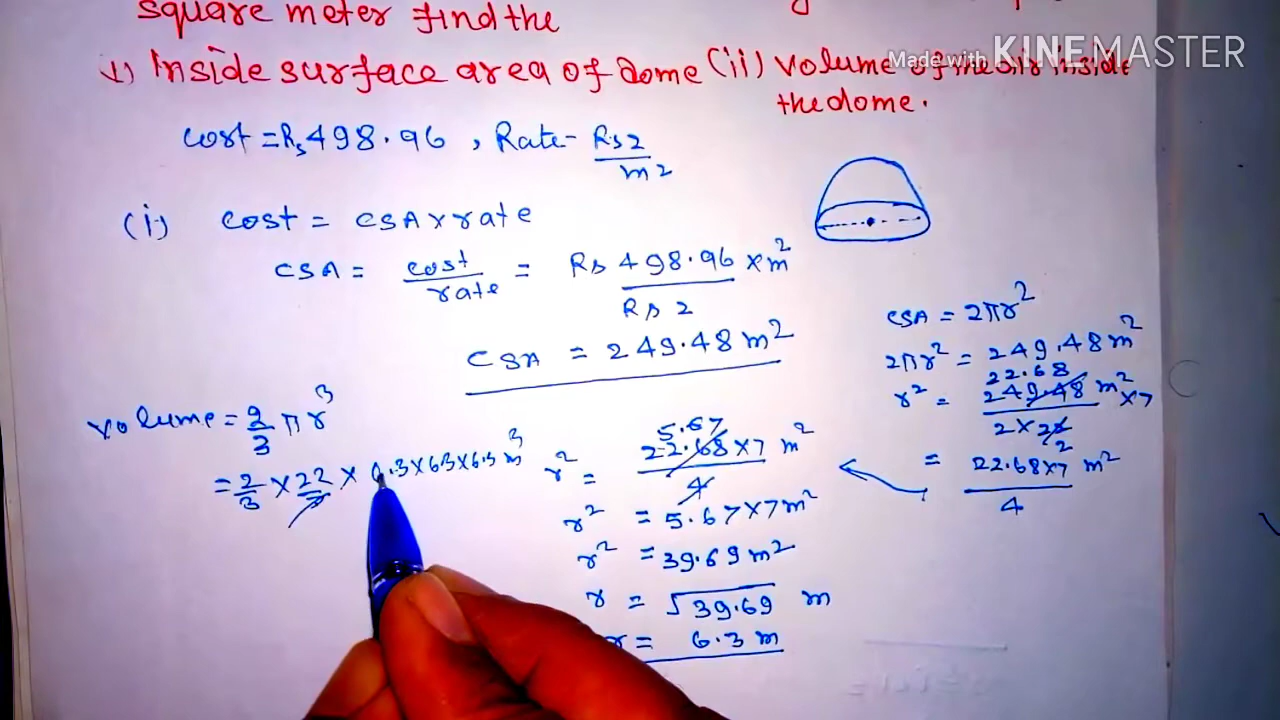 square meter find the
Made with KINEMASTER
i) Inside surface area of dome (ii) volume of the air inside
the dome.
cost = Rs 498.96 , Rate - Rs 2 / m2
(i) cost = CSA x rate
CSA = cost / rate = Rs 498.96 x m2 / Rs 2
CSA = 249.48 m2
CSA = 2πr2
2πr2 = 249.48 m2
22.68
r2 = 249.48 m2 x7 / 2 x 22
2
= 22.68 x 7 m2 / 4
volume = 2/3 πr3
= 2/3 x 22/7 x 6.3 x 6.3 x 6.3 m3
5.67
r2 = 22.68 x 7 m2 / 4
r2 = 5.67 x 7 m2
r2 = 39.69 m2
r = √39.69 m
r = 6.3 m